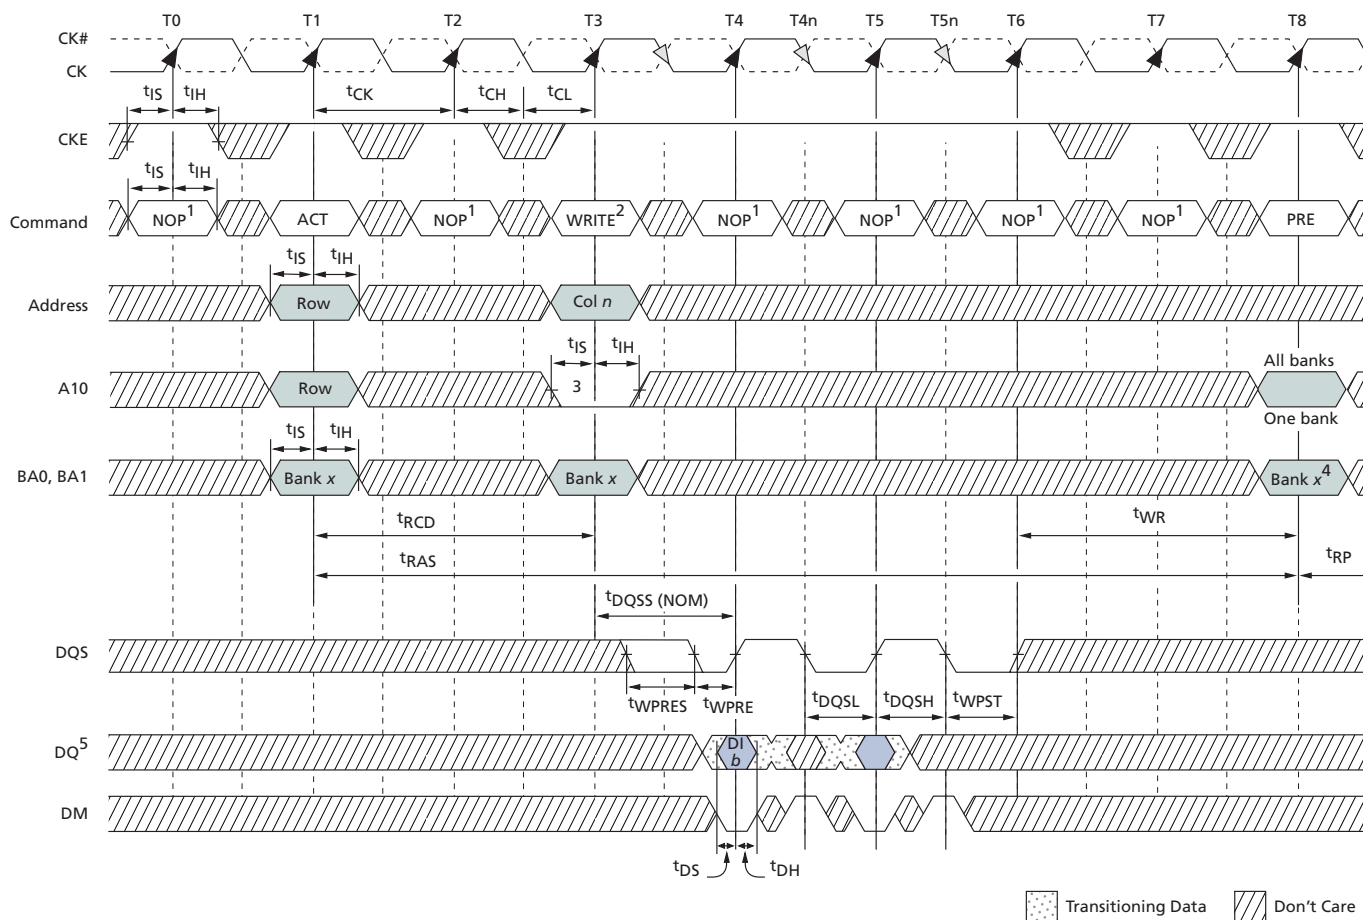 T0 T1 T2 T3 T4 T4n T5 T5n T6 T7 T8
CK#
CK
tIS tIH tCK tCH tCL
CKE
tIS tIH
Command NOP1 ACT NOP1 WRITE2 NOP1 NOP1 NOP1 NOP1 PRE
tIS tIH
Address Row Col n
tIS tIH
All banks
A10 Row 3
One bank
tIS tIH
BA0, BA1 Bank x Bank x Bank x4
tRCD tWR
tRAS tRP
tDQSS (NOM)
DQS
tWPRES tWPRE tDQSL tDQSH tWPST
DQ5 DI
b
DM
tDS tDH
Transitioning Data Don't Care